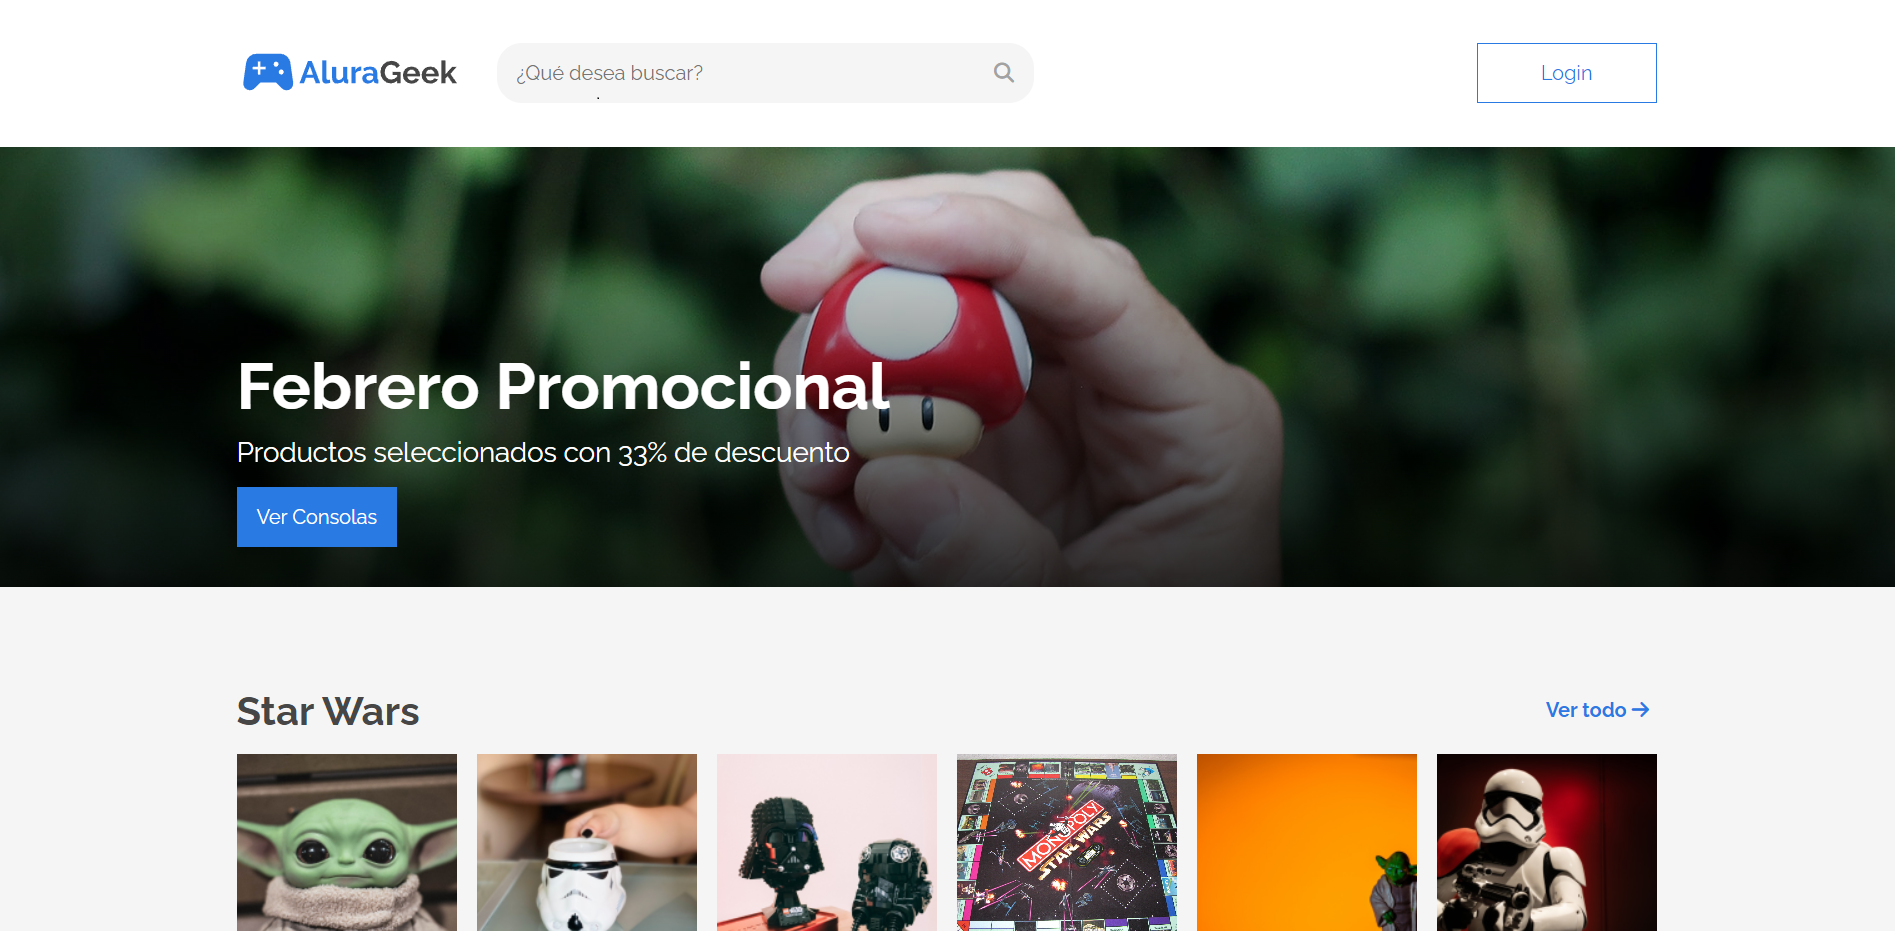 AluraGeek
¿Qué desea buscar?
Login
Febrero Promocional
Productos seleccionados con 33% de descuento
Ver Consolas
Star Wars
Ver todo
MONOPOLY
STAR WARS